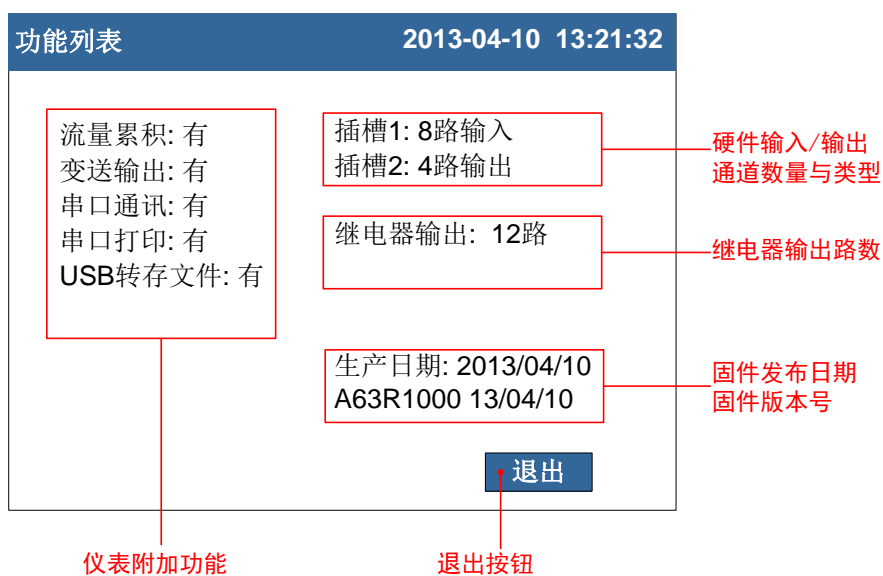 功能列表
2013-04-10 13:21:32
流量累积: 有
变送输出: 有
串口通讯: 有
串口打印: 有
USB转存文件: 有
插槽1: 8路输入
插槽2: 4路输出
硬件输入/输出
通道数量与类型
继电器输出: 12路
继电器输出路数
生产日期: 2013/04/10
A63R1000 13/04/10
固件发布日期
固件版本号
退出
仪表附加功能
退出按钮